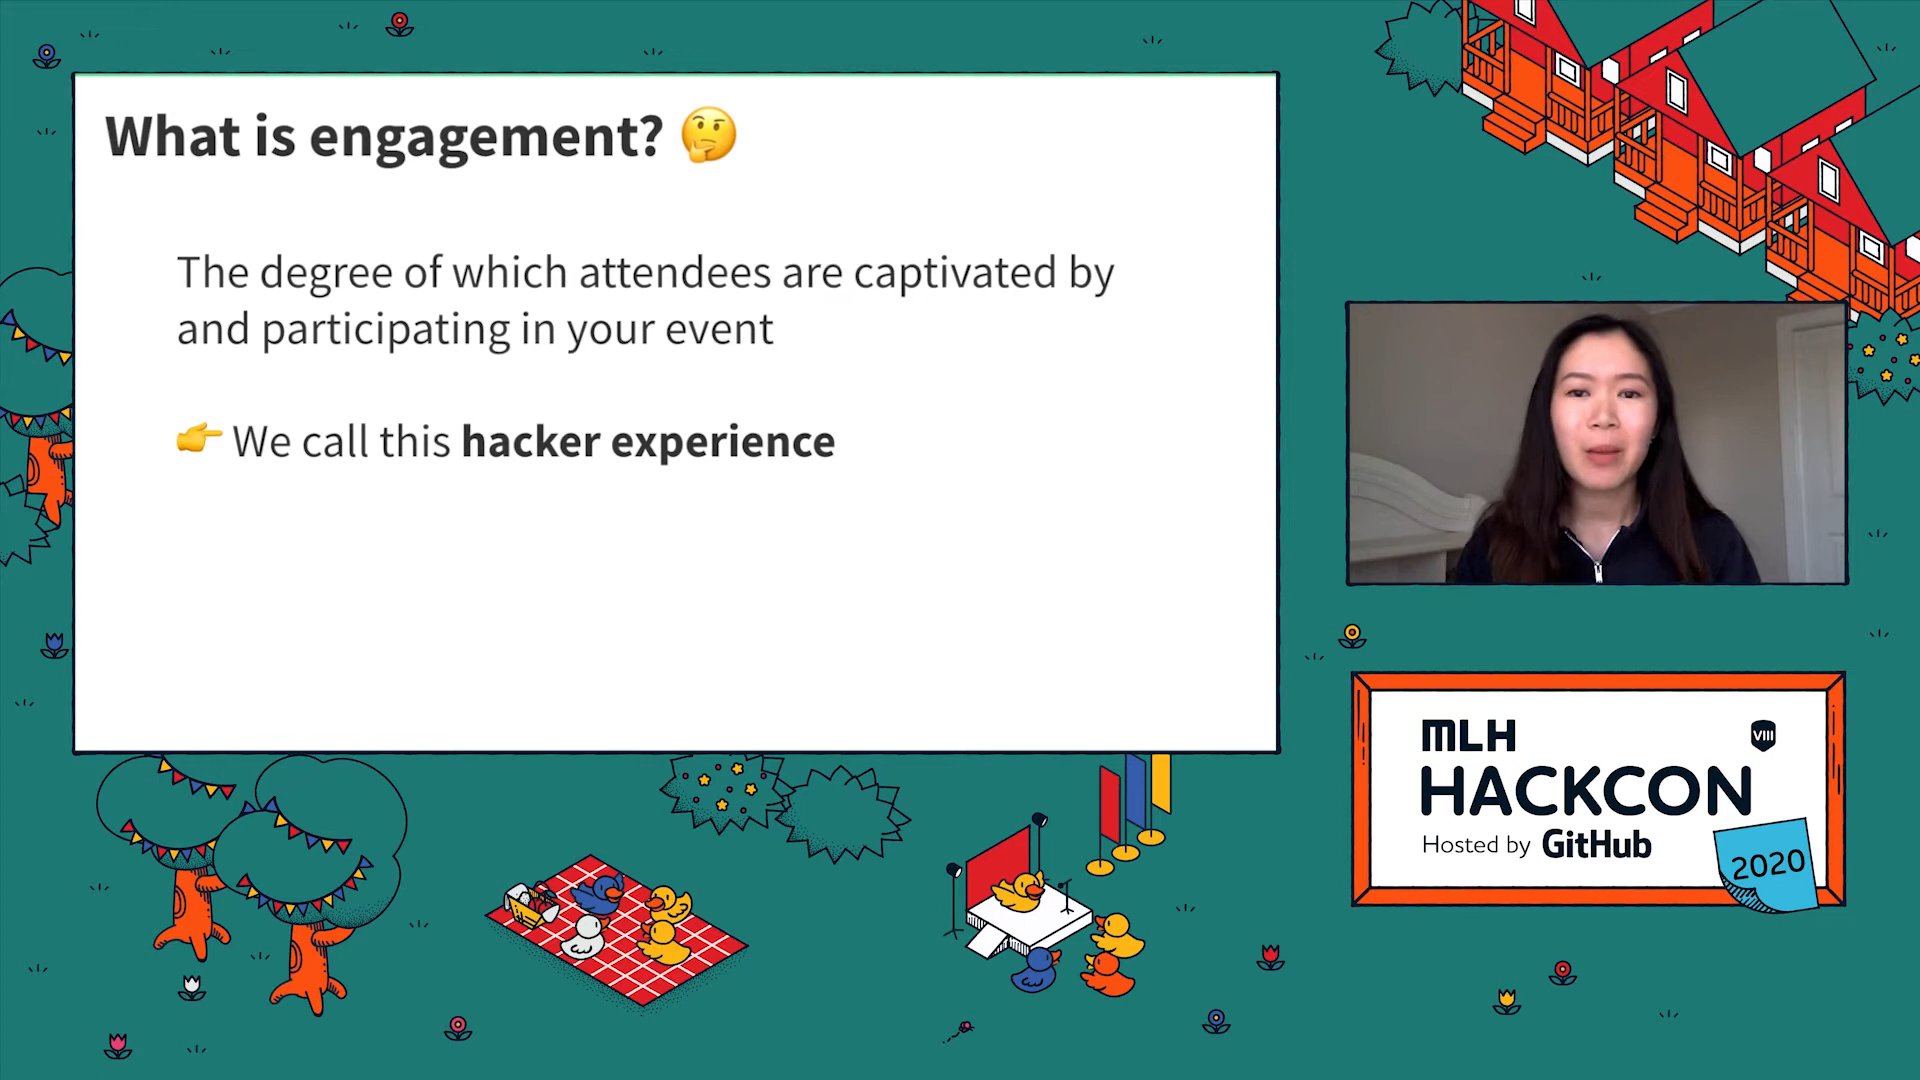 What is engagement? 🤔
The degree of which attendees are captivated by
and participating in your event
👉 We call this hacker experience
MLH
VIII
HACKCON
Hosted by GitHub
2020